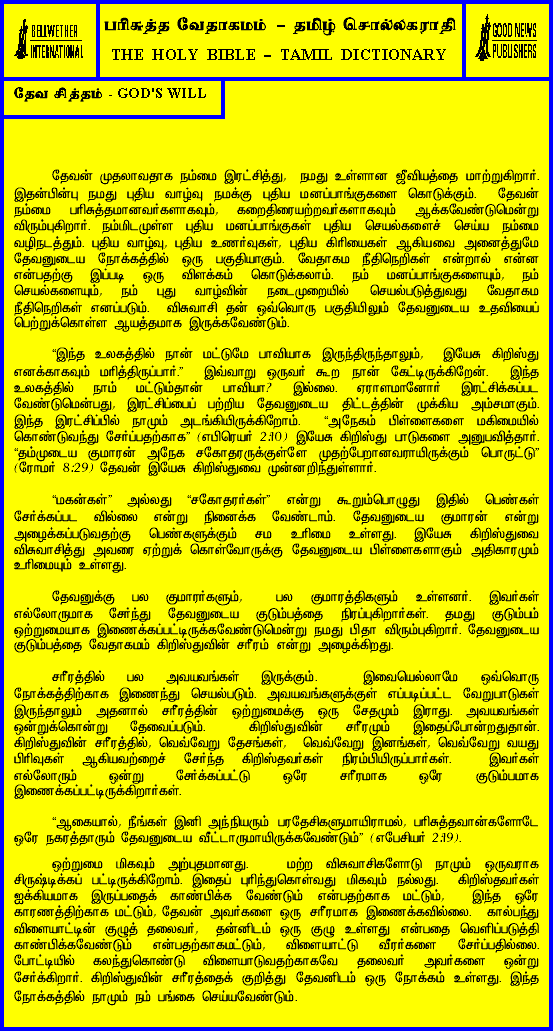 BELLWETHER
INTERNATIONAL
பரிசுத்த வேதாகமம் – தமிழ் சொல்லகராதி
THE HOLY BIBLE – TAMIL DICTIONARY
GOOD NEWS
PUBLISHERS
தேவ சித்தம் - GOD'S WILL
தேவன் முதலாவதாக நம்மை இரட்சித்து, நமது உள்ளான ஜீவியத்தை மாற்றுகிறார்.
இதன்பின்பு நமது புதிய வாழ்வு நமக்கு புதிய மனப்பாங்குகளை கொடுக்கும். தேவன்
நம்மை பரிசுத்தமானவர்களாகவும், கறைதிரையற்றவர்களாகவும் ஆக்கவேண்டுமென்று
விரும்புகிறார். நம்மிடமுள்ள புதிய மனப்பாங்குகள் புதிய செயல்களைச் செய்ய நம்மை
வழிநடத்தும். புதிய வாழ்வு, புதிய உணர்வுகள், புதிய கிரியைகள் ஆகியவை அனைத்துமே
தேவனுடைய நோக்கத்தில் ஒரு பகுதியாகும். வேதாகம நீதிநெறிகள் என்றால் என்ன
என்பதற்கு இப்படி ஒரு விளக்கம் கொடுக்கலாம். நம் மனப்பாங்குகளையும், நம்
செயல்களையும், நம் புது வாழ்வின் நடைமுறையில் செயல்படுத்துவது வேதாகம
நீதிநெறிகள் எனப்படும். விசுவாசி தன் ஒவ்வொரு பகுதியிலும் தேவனுடைய உதவியைப்
பெற்றுக்கொள்ள ஆயத்தமாக இருக்கவேண்டும்.
“இந்த உலகத்தில் நான் மட்டுமே பாவியாக இருந்திருந்தாலும், இயேசு கிறிஸ்து
எனக்காகவும் மரித்திருப்பார்.” இவ்வாறு ஒருவர் கூற நான் கேட்டிருக்கிறேன். இந்த
உலகத்தில் நாம் மட்டும்தான் பாவியா? இல்லை. ஏராளமானோர் இரட்சிக்கப்பட
வேண்டுமென்பது, இரட்சிப்பைப் பற்றிய தேவனுடைய திட்டத்தின் முக்கிய அம்சமாகும்.
இந்த இரட்சிப்பில் நாமும் அடங்கியிருக்கிறோம். “அநேகம் பிள்ளைகளை மகிமையில்
கொண்டுவந்து சேர்ப்பதற்காக” (எபிரெயர் 2:10) இயேசு கிறிஸ்து பாடுகளை அனுபவித்தார்.
“தம்முடைய குமாரன் அநேக சகோதரருக்குள்ளே முதற்பேறானவராயிருக்கும் பொருட்டு”
(ரோமர் 8:29) தேவன் இயேசு கிறிஸ்துவை முன்னறிந்துள்ளார்.
“மகன்கள்” அல்லது “சகோதரர்கள்” என்று கூறும்பொழுது இதில் பெண்கள்
சேர்க்கப்பட வில்லை என்று நினைக்க வேண்டாம். தேவனுடைய குமாரன் என்று
அழைக்கப்படுவதற்கு பெண்களுக்கும் சம உரிமை உள்ளது. இயேசு கிறிஸ்துவை
விசுவாசித்து அவரை ஏற்றுக் கொள்வோருக்கு தேவனுடைய பிள்ளைகளாகும் அதிகாரமும்
உரிமையும் உள்ளது.
தேவனுக்கு பல குமாரர்களும், பல குமாரத்திகளும் உள்ளனர். இவர்கள்
எல்லோருமாக சேர்ந்து தேவனுடைய குடும்பத்தை நிரப்புகிறார்கள். தமது குடும்பம்
ஒற்றுமையாக இணைக்கப்பட்டிருக்கவேண்டுமென்று நமது பிதா விரும்புகிறார். தேவனுடைய
குடும்பத்தை வேதாகமம் கிறிஸ்துவின் சரீரம் என்று அழைக்கிறது.
சரீரத்தில் பல அவயவங்கள் இருக்கும். இவையெல்லாமே ஒவ்வொரு
நோக்கத்திற்காக இணைந்து செயல்படும். அவயவங்களுக்குள் எப்படிப்பட்ட வேறுபாடுகள்
இருந்தாலும் அதனால் சரீரத்தின் ஒற்றுமைக்கு ஒரு சேதமும் இராது. அவயவங்கள்
ஒன்றுக்கொன்று தேவைப்படும். கிறிஸ்துவின் சரீரமும் இதைப்போன்றதுதான்.
கிறிஸ்துவின் சரீரத்தில், வெவ்வேறு தேசங்கள், வெவ்வேறு இனங்கள், வெவ்வேறு வயது
பிரிவுகள் ஆகியவற்றைச் சேர்ந்த கிறிஸ்தவர்கள் நிரம்பியிருப்பார்கள். இவர்கள்
எல்லோரும் ஒன்று சேர்க்கப்பட்டு ஒரே சரீரமாக ஒரே குடும்பமாக
இணைக்கப்பட்டிருக்கிறார்கள்.
“ஆகையால், நீங்கள் இனி அந்நியரும் பரதேசிகளுமாயிராமல், பரிசுத்தவான்களோடே
ஒரே நகரத்தாரும் தேவனுடைய வீட்டாருமாயிருக்கவேண்டும்” (எபேசியர் 2:19).
ஒற்றுமை மிகவும் அற்புதமானது. மற்ற விசுவாசிகளோடு நாமும் ஒருவராக
சிருஷ்டிக்கப் பட்டிருக்கிறோம். இதைப் புரிந்துகொள்வது மிகவும் நல்லது. கிறிஸ்தவர்கள்
ஐக்கியமாக இருப்பதைக் காண்பிக்க வேண்டும் என்பதற்காக மட்டும், இந்த ஒரே
காரணத்திற்காக மட்டும், தேவன் அவர்களை ஒரு சரீரமாக இணைக்கவில்லை. கால்பந்து
விளையாட்டின் குழுத் தலைவர், தன்னிடம் ஒரு குழு உள்ளது என்பதை வெளிப்படுத்தி
காண்பிக்கவேண்டும் என்பதற்காகமட்டும், விளையாட்டு வீரர்களை சேர்ப்பதில்லை.
போட்டியில் கலந்துகொண்டு விளையாடுவதற்காகவே தலைவர் அவர்களை ஒன்று
சேர்க்கிறார். கிறிஸ்துவின் சரீரத்தைக் குறித்து தேவனிடம் ஒரு நோக்கம் உள்ளது. இந்த
நோக்கத்தில் நாமும் நம் பங்கை செய்யவேண்டும்.